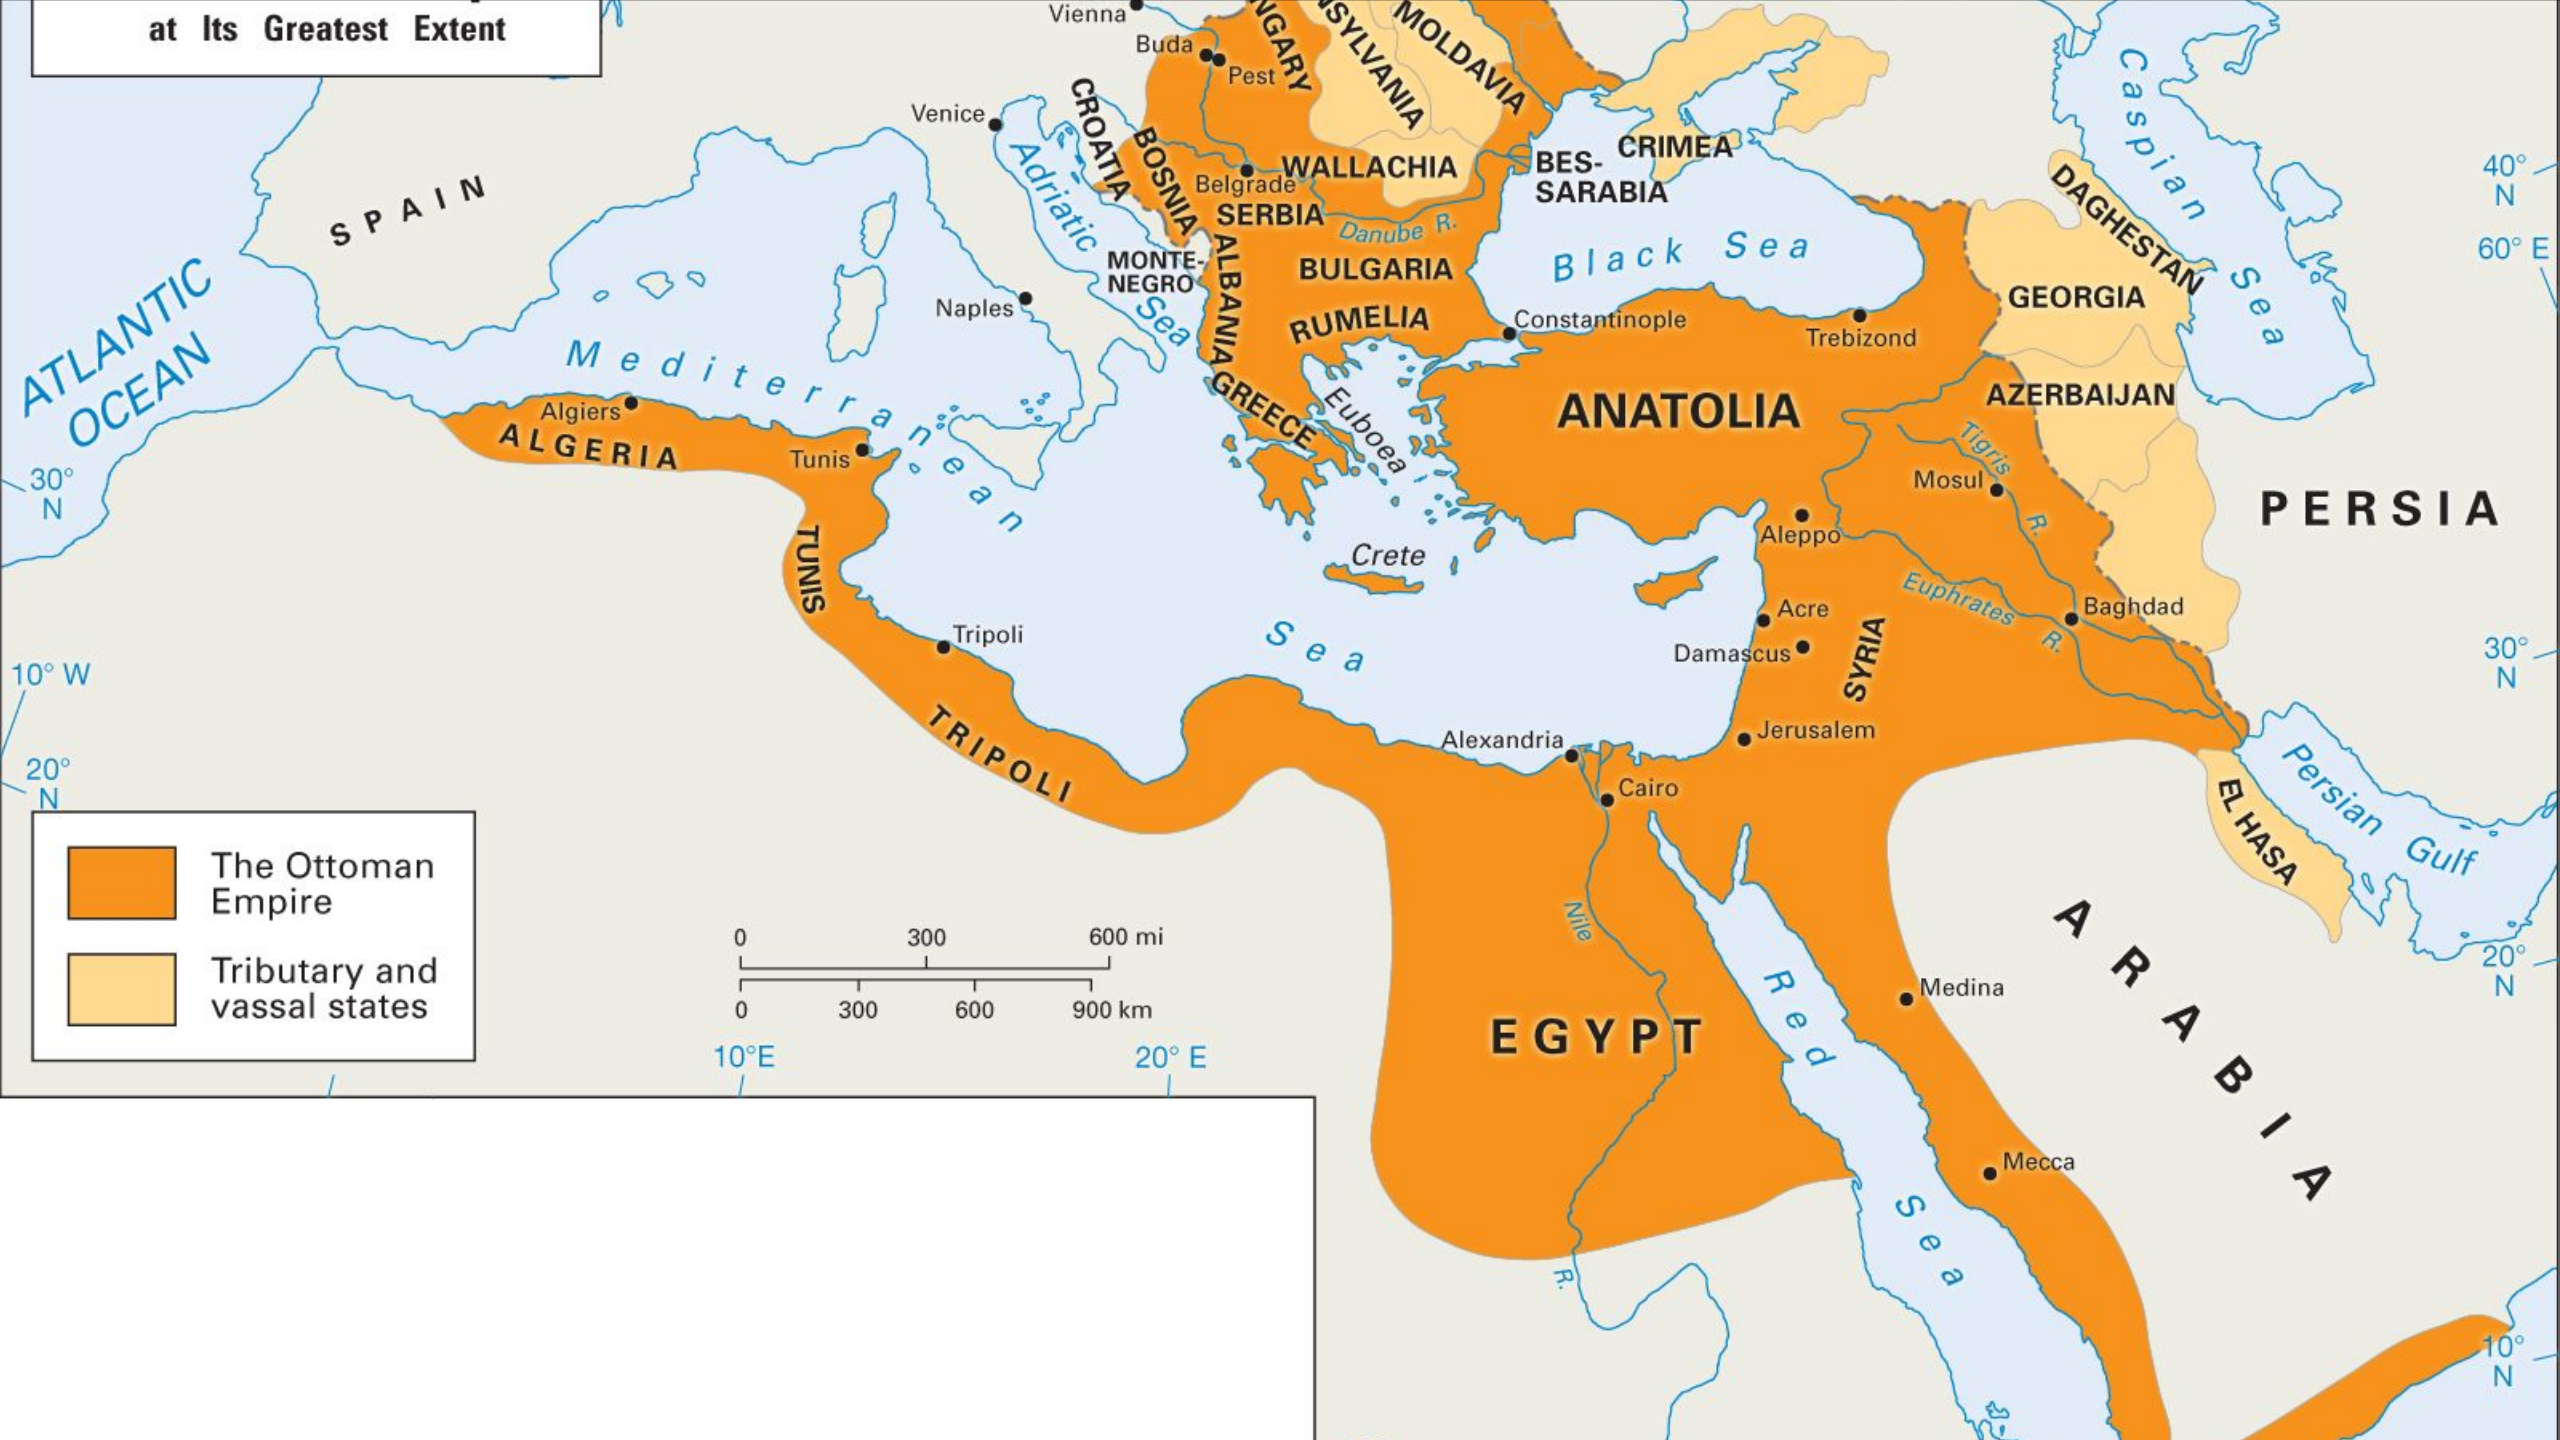 at Its Greatest Extent
Vienna
Buda
Pest
NGARY
NSYLVANIA
MOLDAVIA
Venice
CROATIA
BOSNIA
Adriatic
Sea
Belgrade
WALLACHIA
SERBIA
Danube R.
BES-
SARABIA
CRIMEA
Caspian
Sea
DAGHESTAN
40°
N
60° E
SPAIN
MONTE-
NEGRO
ALBANIA
BULGARIA
RUMELIA
Black Sea
GEORGIA
ATLANTIC
OCEAN
Naples
Constantinople
Trebizond
Mediterranean
Sea
GREECE
Euboea
ANATOLIA
AZERBAIJAN
Algiers
ALGERIA
Tunis
TUNIS
Tigris
R.
Mosul
PERSIA
30°
N
Aleppo
Crete
Euphrates
R.
Baghdad
Acre
Damascus
SYRIA
Tripoli
TRIPOLI
30°
N
10° W
Alexandria
Jerusalem
Cairo
20°
N
Persian Gulf
EL HASA
The Ottoman
Empire
Tributary and
vassal states
0 300 600 mi
0 300 600 900 km
Nile
R.
ARABIA
20°
N
Medina
Red
Sea
EGYPT
10°E
20° E
Mecca
10°
N